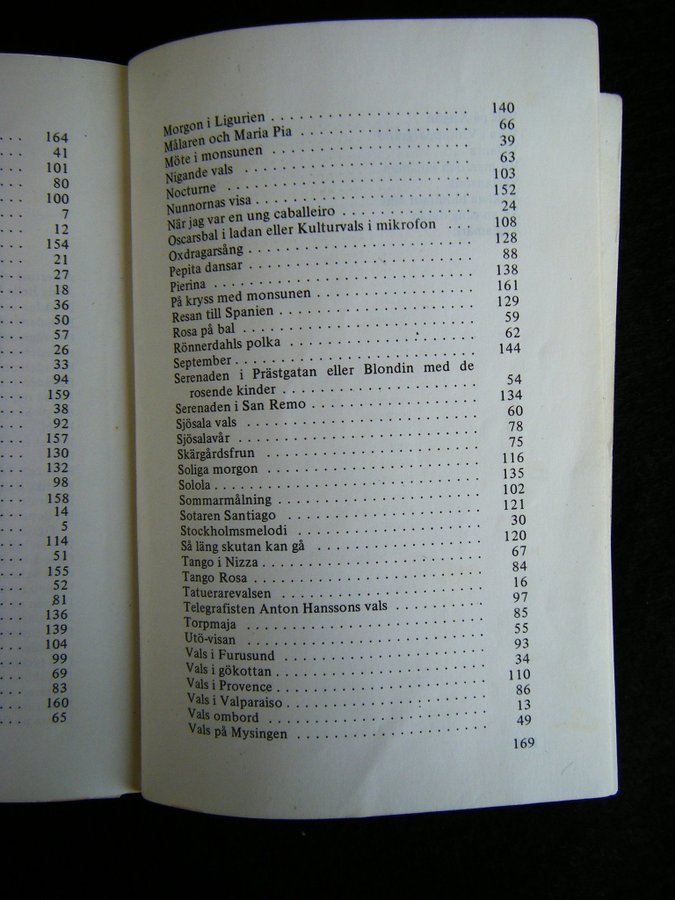 . . . 164
. . . 41
. . . 101
. . . 80
. . . 100
. . . 7
. . . 12
. . . 154
. . . 21
. . . 27
. . . 18
. . . 36
. . . 50
. . . 57
. . . 26
. . . 33
. . . 94
. . . 159
. . . 38
. . . 92
. . . 157
. . . 130
. . . 132
. . . 98
. . . 158
. . . 14
. . . 5
. . . 114
. . . 51
. . . 155
. . . 52
. . . 81
. . . 136
. . . 139
. . . 104
. . . 99
. . . 69
. . . 83
. . . 160
. . . 65
Morgon i Ligurien . . . . . . . . . . 140
Målaren och Maria Pia . . . . . . . . . . 66
Möte i monsunen . . . . . . . . . . 39
Nigande vals . . . . . . . . . . 63
Nocturne . . . . . . . . . . 103
Nunnornas visa . . . . . . . . . . 152
När jag var en ung caballeiro . . . . . . . . . . 24
Oscarsbal i ladan eller Kulturvals i mikrofon . . . 108
Oxdragarsång . . . . . . . . . . 128
Pepita dansar . . . . . . . . . . 88
Pierina . . . . . . . . . . 138
På kryss med monsunen . . . . . . . . . . 161
Resan till Spanien . . . . . . . . . . 129
Rosa på bal . . . . . . . . . . 59
Rönnerdahls polka . . . . . . . . . . 62
September . . . . . . . . . . 144
Serenaden i Prästgatan eller Blondin med de
rosende kinder . . . . . . . . . . 54
Serenaden i San Remo . . . . . . . . . . 134
Sjösala vals . . . . . . . . . . 60
Sjösalavår . . . . . . . . . . 78
Skärgårdsfrun . . . . . . . . . . 75
Soliga morgon . . . . . . . . . . 116
Solola . . . . . . . . . . 135
Sommarmålning . . . . . . . . . . 102
Sotaren Santiago . . . . . . . . . . 121
Stockholmsmelodi . . . . . . . . . . 30
Så läng skutan kan gå . . . . . . . . . . 120
Tango i Nizza . . . . . . . . . . 67
Tango Rosa . . . . . . . . . . 84
Tatuerarevalsen . . . . . . . . . . 16
Telegrafisten Anton Hanssons vals . . . . . . . . . . 97
Torpmaja . . . . . . . . . . 85
Utö-visan . . . . . . . . . . 55
Vals i Furusund . . . . . . . . . . 93
Vals i gökottan . . . . . . . . . . 34
Vals i Provence . . . . . . . . . . 110
Vals i Valparaiso . . . . . . . . . . 86
Vals ombord . . . . . . . . . . 13
Vals på Mysingen . . . . . . . . . . 49
169